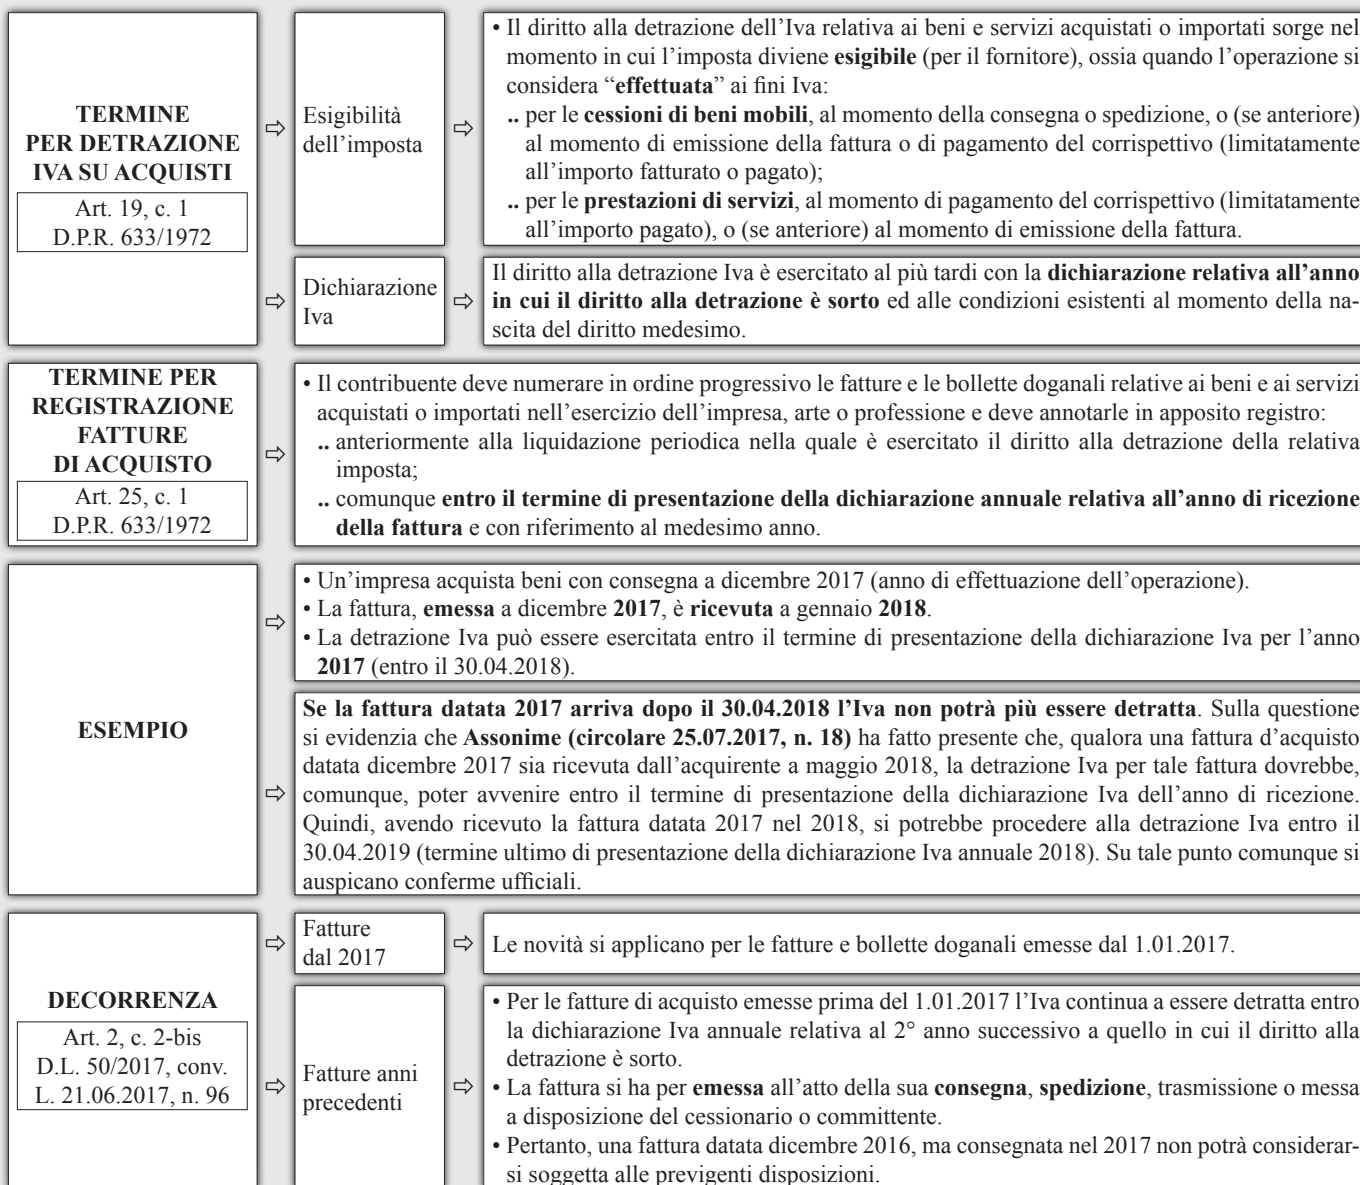 TERMINE
PER DETRAZIONE
IVA SU ACQUISTI
Art. 19, c. 1
D.P.R. 633/1972
⇨
Esigibilità
dell’imposta
⇨
• Il diritto alla detrazione dell’Iva relativa ai beni e servizi acquistati o importati sorge nel
momento in cui l’imposta diviene esigibile (per il fornitore), ossia quando l’operazione si
considera “effettuata” ai fini Iva:
.. per le cessioni di beni mobili, al momento della consegna o spedizione, o (se anteriore)
al momento di emissione della fattura o di pagamento del corrispettivo (limitatamente
all’importo fatturato o pagato);
.. per le prestazioni di servizi, al momento di pagamento del corrispettivo (limitatamente
all’importo pagato), o (se anteriore) al momento di emissione della fattura.
⇨
Dichiarazione
Iva
⇨
Il diritto alla detrazione Iva è esercitato al più tardi con la dichiarazione relativa all’anno
in cui il diritto alla detrazione è sorto ed alle condizioni esistenti al momento della na-
scita del diritto medesimo.
TERMINE PER
REGISTRAZIONE
FATTURE
DI ACQUISTO
Art. 25, c. 1
D.P.R. 633/1972
⇨
• Il contribuente deve numerare in ordine progressivo le fatture e le bollette doganali relative ai beni e ai servizi
acquistati o importati nell’esercizio dell’impresa, arte o professione e deve annotarle in apposito registro:
.. anteriormente alla liquidazione periodica nella quale è esercitato il diritto alla detrazione della relativa
imposta;
.. comunque entro il termine di presentazione della dichiarazione annuale relativa all’anno di ricezione
della fattura e con riferimento al medesimo anno.
ESEMPIO
⇨
• Un’impresa acquista beni con consegna a dicembre 2017 (anno di effettuazione dell’operazione).
• La fattura, emessa a dicembre 2017, è ricevuta a gennaio 2018.
• La detrazione Iva può essere esercitata entro il termine di presentazione della dichiarazione Iva per l’anno
2017 (entro il 30.04.2018).
⇨
Se la fattura datata 2017 arriva dopo il 30.04.2018 l’Iva non potrà più essere detratta. Sulla questione
si evidenzia che Assonime (circolare 25.07.2017, n. 18) ha fatto presente che, qualora una fattura d’acquisto
datata dicembre 2017 sia ricevuta dall’acquirente a maggio 2018, la detrazione Iva per tale fattura dovrebbe,
comunque, poter avvenire entro il termine di presentazione della dichiarazione Iva dell’anno di ricezione.
Quindi, avendo ricevuto la fattura datata 2017 nel 2018, si potrebbe procedere alla detrazione Iva entro il
30.04.2019 (termine ultimo di presentazione della dichiarazione Iva annuale 2018). Su tale punto comunque si
auspicano conferme ufficiali.
DECORRENZA
Art. 2, c. 2-bis
D.L. 50/2017, conv.
L. 21.06.2017, n. 96
⇨
Fatture
dal 2017
⇨
Le novità si applicano per le fatture e bollette doganali emesse dal 1.01.2017.
⇨
Fatture anni
precedenti
⇨
• Per le fatture di acquisto emesse prima del 1.01.2017 l’Iva continua a essere detratta entro
la dichiarazione Iva annuale relativa al 2° anno successivo a quello in cui il diritto alla
detrazione è sorto.
• La fattura si ha per emessa all’atto della sua consegna, spedizione, trasmissione o messa
a disposizione del cessionario o committente.
• Pertanto, una fattura datata dicembre 2016, ma consegnata nel 2017 non potrà considerar-
si soggetta alle previgenti disposizioni.